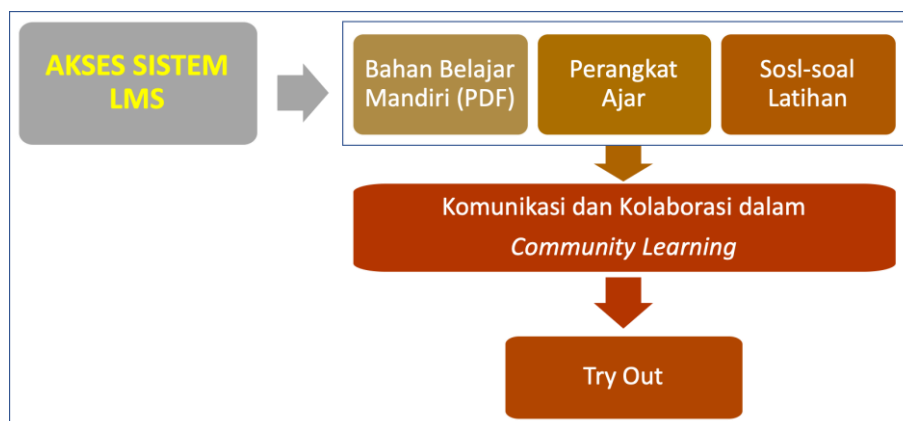 AKSES SISTEM
LMS
Bahan Belajar
Mandiri (PDF)
Perangkat
Ajar
Sosl-soal
Latihan
Komunikasi dan Kolaborasi dalam
Community Learning
Try Out